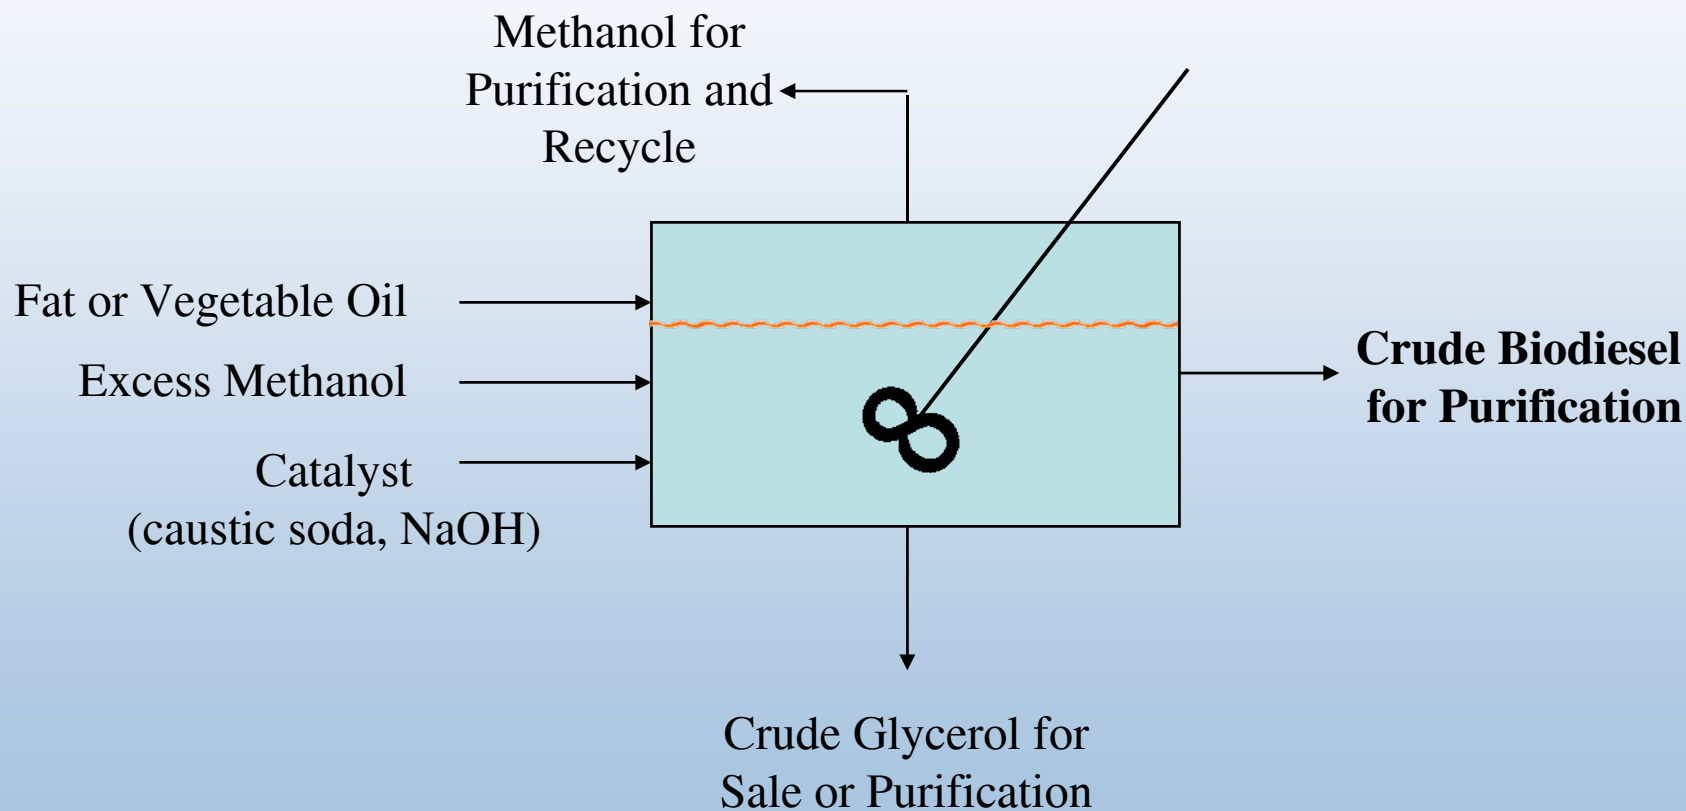 Methanol for
Purification and
Recycle
Fat or Vegetable Oil
Excess Methanol
Catalyst
(caustic soda, NaOH)
Crude Biodiesel
for Purification
Crude Glycerol for
Sale or Purification